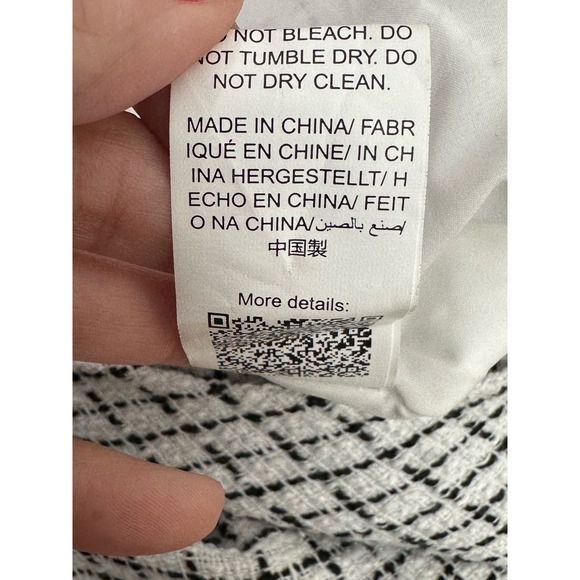 DO NOT BLEACH. DO
NOT TUMBLE DRY. DO
NOT DRY CLEAN.
MADE IN CHINA/ FABR
IQUÉ EN CHINE/ IN CH
INA HERGESTELLT/ H
ECHO EN CHINA/ FEIT
O NA CHINA/صنع بالصين/
中国製
More details: